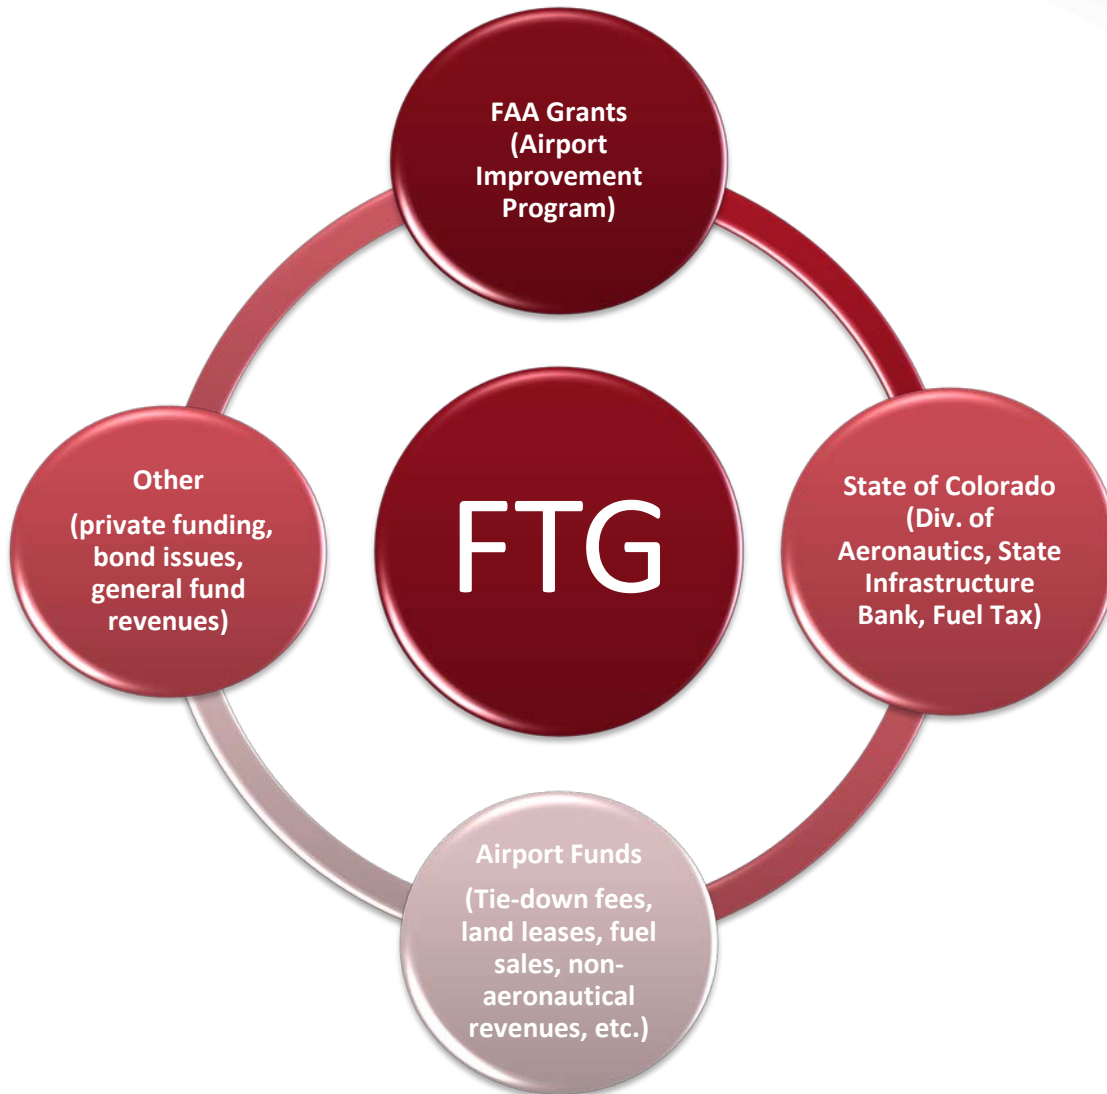 FAA Grants
(Airport
Improvement
Program)
Other
(private funding,
bond issues,
general fund
revenues)
FTG
State of Colorado
(Div. of
Aeronautics, State
Infrastructure
Bank, Fuel Tax)
Airport Funds
(Tie-down fees,
land leases, fuel
sales, non-
aeronautical
revenues, etc.)